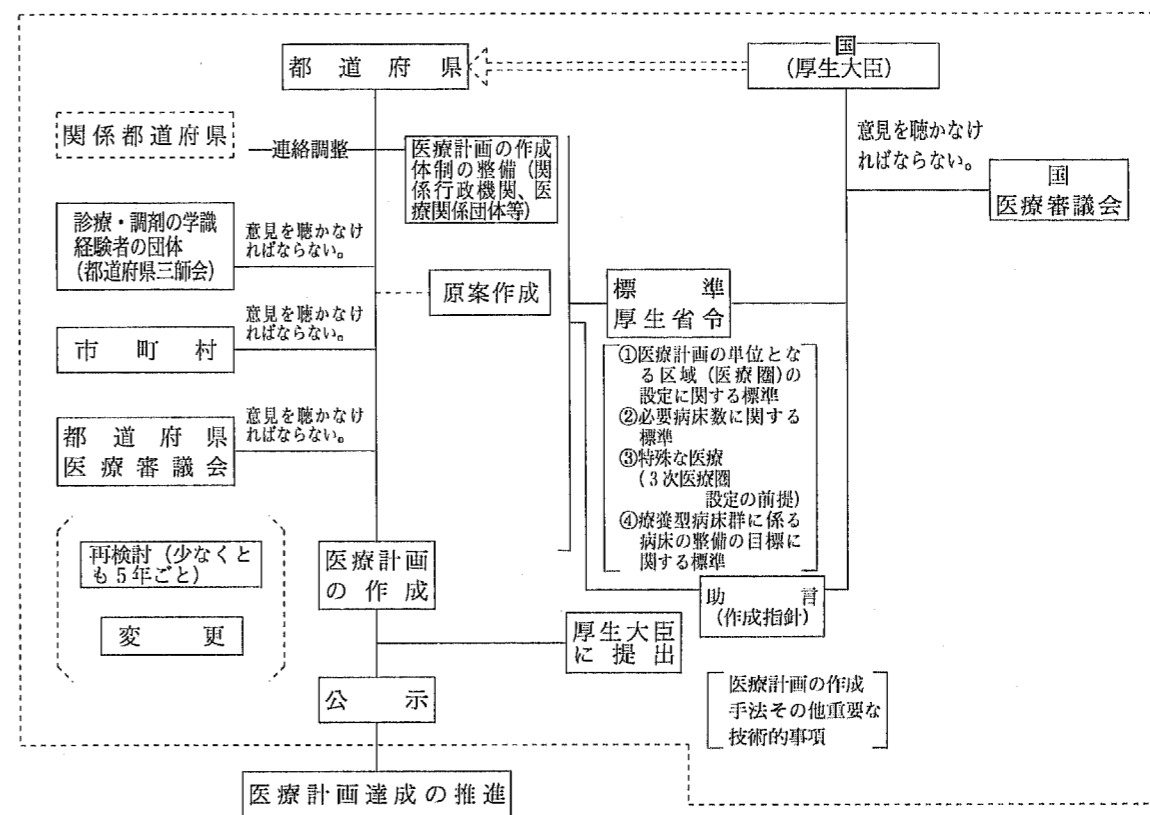 都道府県
国
(厚生大臣)
関係都道府県
連絡調整
医療計画の作成
体制の整備(関
係行政機関、医
療関係団体等)
意見を聴かなけ
ればならない。
国
医療審議会
診療・調剤の学識
経験者の団体
(都道府県三師会)
意見を聴かなけ
ればならない。
原案作成
標準
厚生省令
市町村
意見を聴かなけ
ればならない。
①医療計画の単位とな
る区域(医療圏)の
設定に関する標準
②必要病床数に関する
標準
③特殊な医療
(3次医療圏
設定の前提)
④療養型病床群に係る
病床の整備の目標に
関する標準
都道府県
医療審議会
意見を聴かなけ
ればならない。
再検討(少なくと
も5年ごと)
変更
医療計画
の作成
助言
(作成指針)
厚生大臣
に提出
公示
医療計画の作成
手法その他重要な
技術的事項
医療計画達成の推進